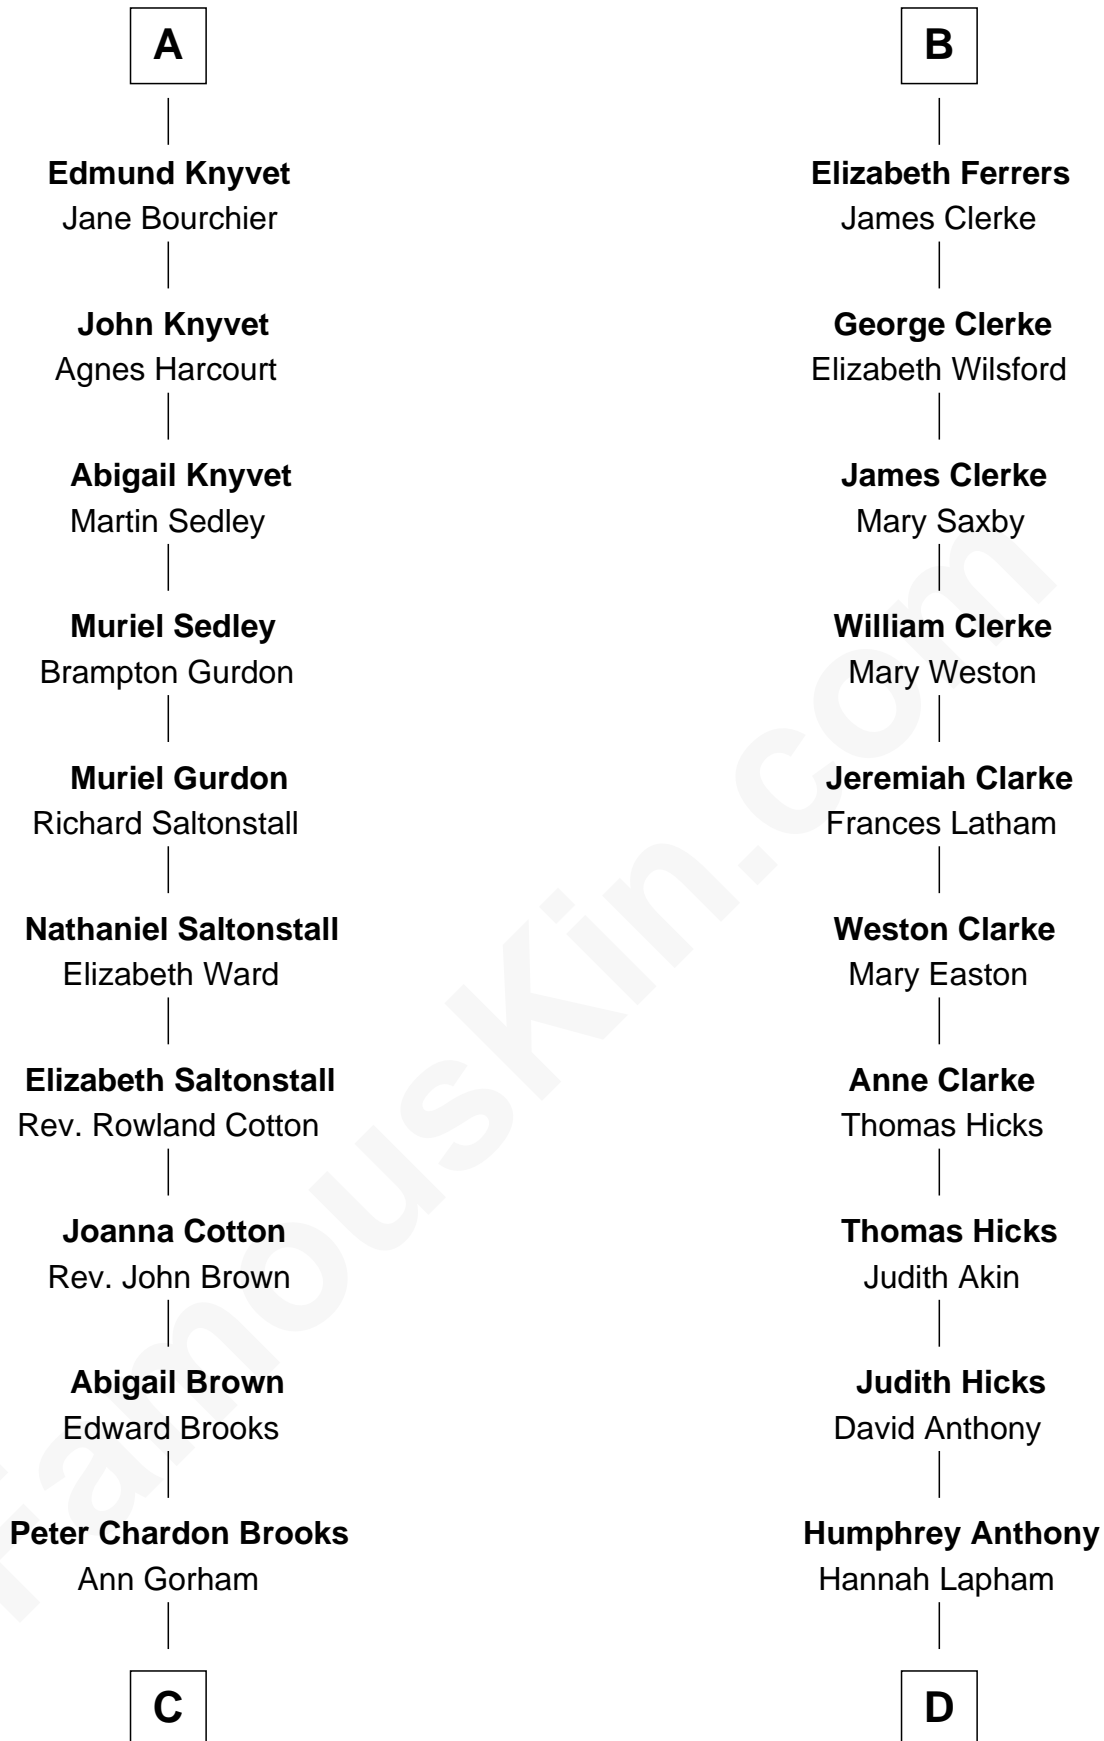 A
Edmund Knyvet
Jane Bourchier
John Knyvet
Agnes Harcourt
Abigail Knyvet
Martin Sedley
Muriel Sedley
Brampton Gurdon
Muriel Gurdon
Richard Saltonstall
Nathaniel Saltonstall
Elizabeth Ward
Elizabeth Saltonstall
Rev. Rowland Cotton
Joanna Cotton
Rev. John Brown
Abigail Brown
Edward Brooks
Peter Chardon Brooks
Ann Gorham
C
B
Elizabeth Ferrers
James Clerke
George Clerke
Elizabeth Wilsford
James Clerke
Mary Saxby
William Clerke
Mary Weston
Jeremiah Clarke
Frances Latham
Weston Clarke
Mary Easton
Anne Clarke
Thomas Hicks
Thomas Hicks
Judith Akin
Judith Hicks
David Anthony
Humphrey Anthony
Hannah Lapham
D
FamousKin.com